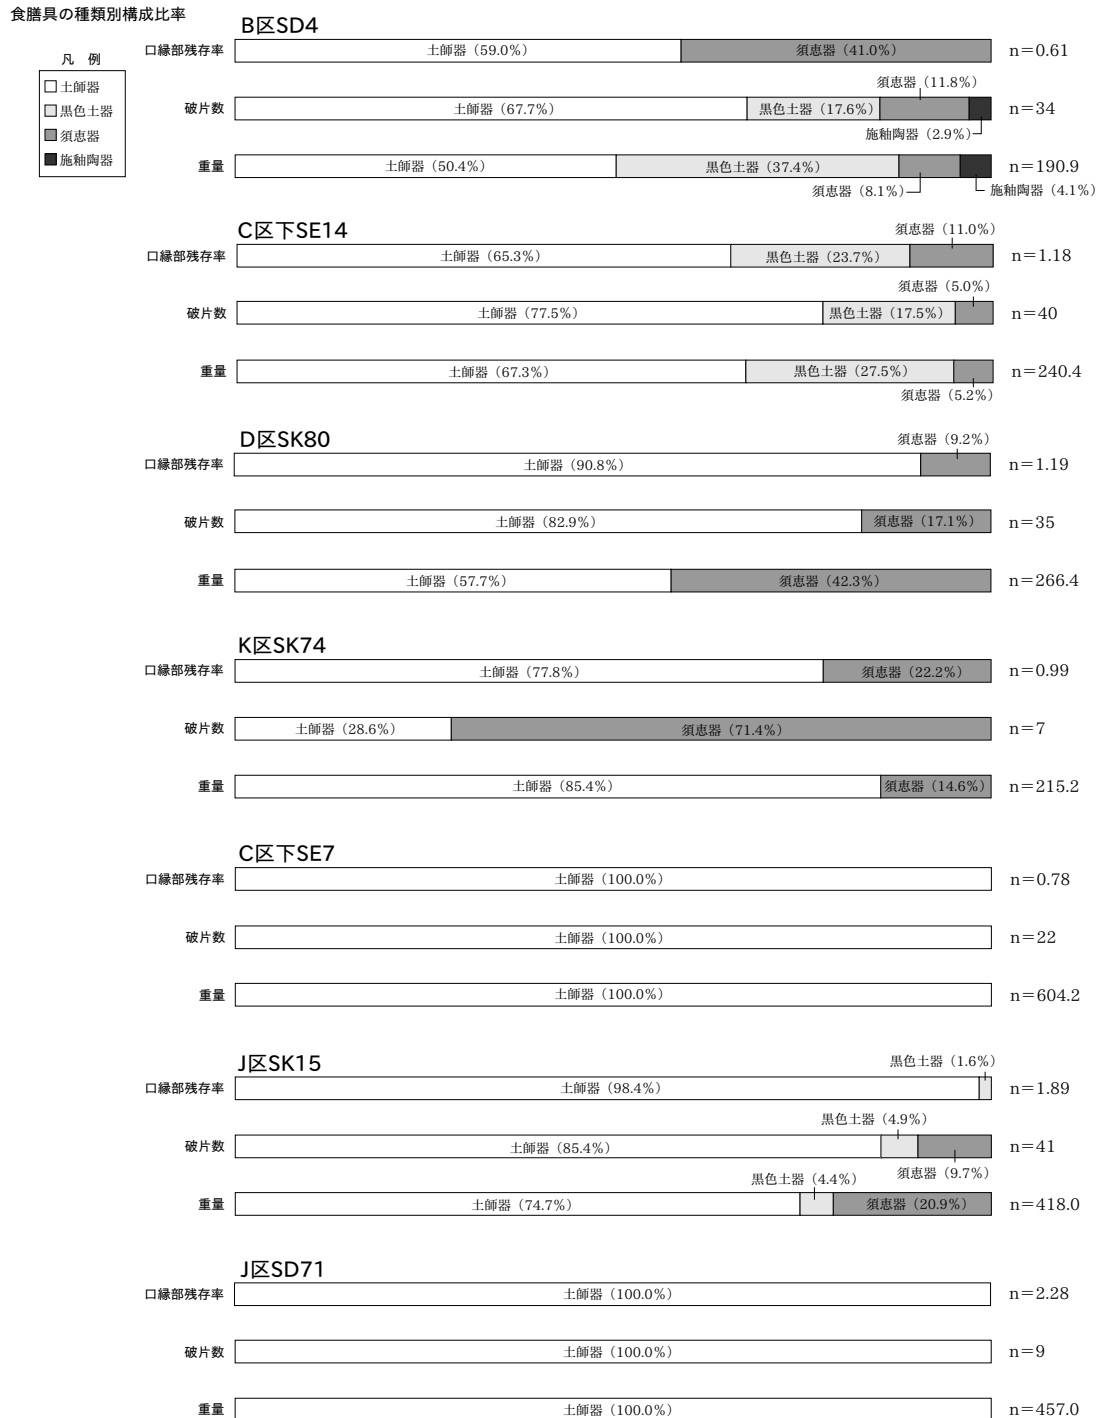 食膳具の種類別構成比率
凡 例
土師器
黒色土器
須恵器
施釉陶器
B区SD4
口縁部残存率 土師器（59.0%） 須恵器（41.0%） n＝0.61
須恵器（11.8%）
破片数 土師器（67.7%） 黒色土器（17.6%） n＝34
施釉陶器（2.9%）
重量 土師器（50.4%） 黒色土器（37.4%） n＝190.9
須恵器（8.1%） 施釉陶器（4.1%）
C区下SE14
須恵器（11.0%）
口縁部残存率 土師器（65.3%） 黒色土器（23.7%） n＝1.18
須恵器（5.0%）
破片数 土師器（77.5%） 黒色土器（17.5%） n＝40
重量 土師器（67.3%） 黒色土器（27.5%） n＝240.4
須恵器（5.2%）
D区SK80
須恵器（9.2%）
口縁部残存率 土師器（90.8%） n＝1.19
破片数 土師器（82.9%） 須恵器（17.1%） n＝35
重量 土師器（57.7%） 須恵器（42.3%） n＝266.4
K区SK74
口縁部残存率 土師器（77.8%） 須恵器（22.2%） n＝0.99
破片数 土師器（28.6%） 須恵器（71.4%） n＝7
重量 土師器（85.4%） 須恵器（14.6%） n＝215.2
C区下SE7
口縁部残存率 土師器（100.0%） n＝0.78
破片数 土師器（100.0%） n＝22
重量 土師器（100.0%） n＝604.2
J区SK15
黒色土器（1.6%）
口縁部残存率 土師器（98.4%） n＝1.89
黒色土器（4.9%）
破片数 土師器（85.4%） n＝41
須恵器（9.7%）
黒色土器（4.4%）
重量 土師器（74.7%） 須恵器（20.9%） n＝418.0
J区SD71
口縁部残存率 土師器（100.0%） n＝2.28
破片数 土師器（100.0%） n＝9
重量 土師器（100.0%） n＝457.0